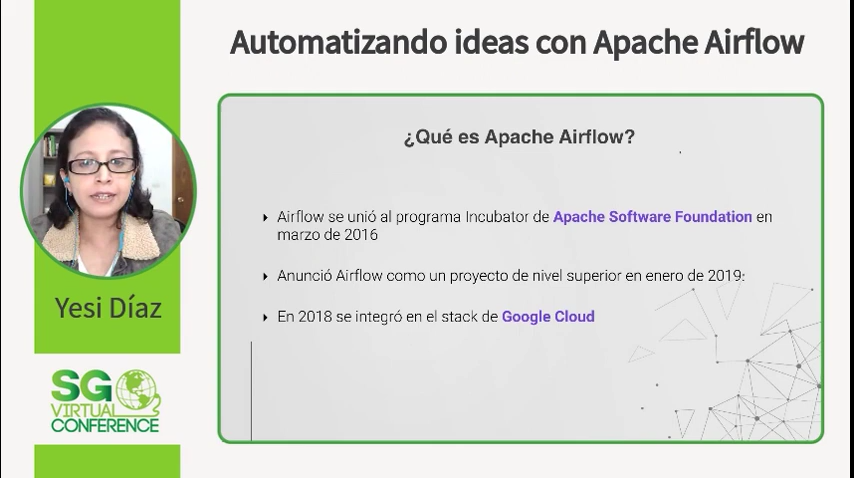 Automatizando ideas con Apache Airflow
¿Qué es Apache Airflow?
Airflow se unió al programa Incubator de Apache Software Foundation en
marzo de 2016
Anunció Airflow como un proyecto de nivel superior en enero de 2019:
En 2018 se integró en el stack de Google Cloud
Yesi Díaz
SG
VIRTUAL
CONFERENCE